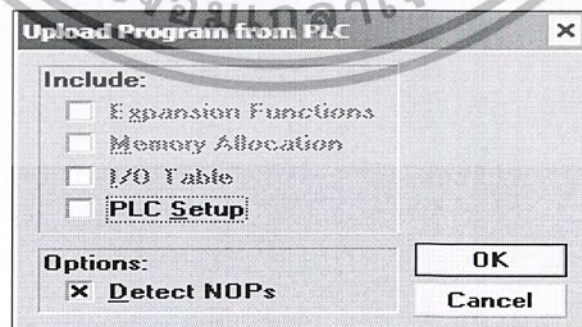 Upload Program from PLC
Include:
Expansion Functions
Memory Allocation
I/O Table
PLC Setup
Options:
Detect NOPs
OK
Cancel